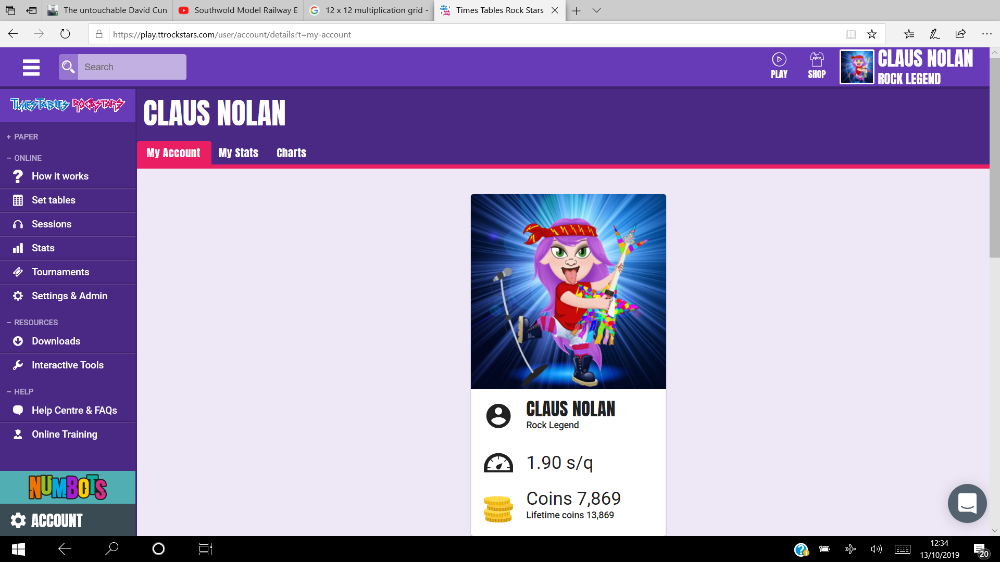 The untouchable David Cun
Southwold Model Railway E
12 x 12 multiplication grid -
Times Tables Rock Stars
https://play.ttrockstars.com/user/account/details?t=my-account
Search
PLAY
SHOP
CLAUS NOLAN
ROCK LEGEND
TIMES TABLES ROCKSTARS
CLAUS NOLAN
+ PAPER
My Account
My Stats
Charts
− ONLINE
How it works
Set tables
Sessions
Stats
Tournaments
Settings & Admin
− RESOURCES
Downloads
Interactive Tools
− HELP
Help Centre & FAQs
Online Training
NUMBOTS
ACCOUNT
CLAUS NOLAN
Rock Legend
1.90 s/q
Coins 7,869
Lifetime coins 13,869
12:34
13/10/2019
20